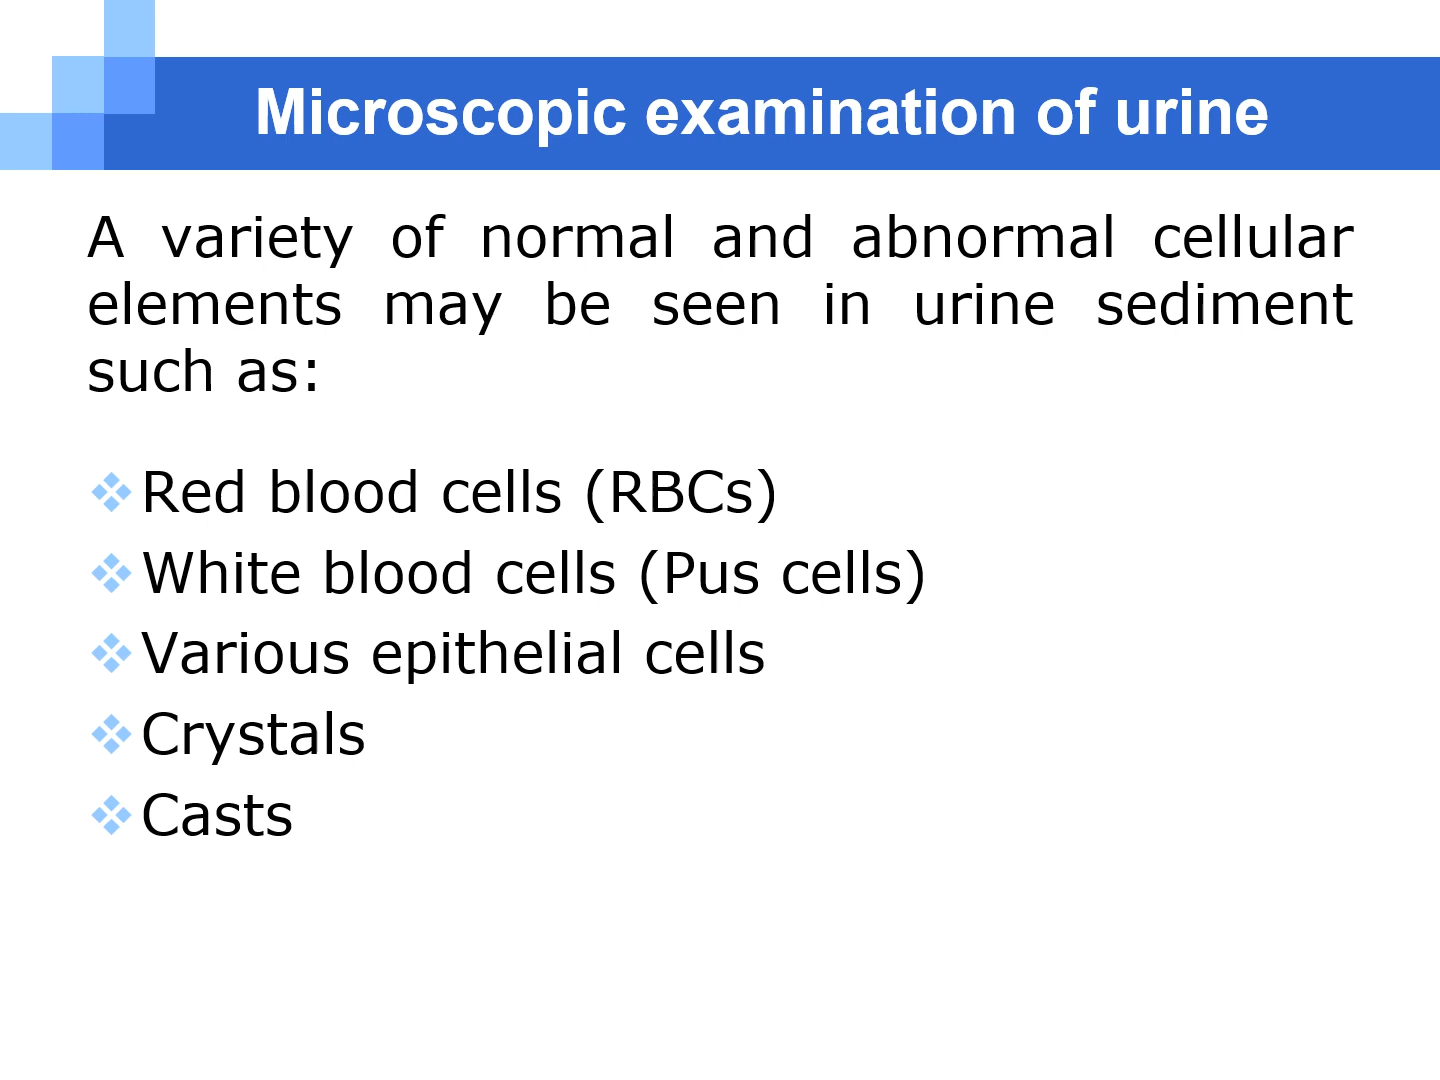 Microscopic examination of urine
A variety of normal and abnormal cellular
elements may be seen in urine sediment
such as:
❖Red blood cells (RBCs)
❖White blood cells (Pus cells)
❖Various epithelial cells
❖Crystals
❖Casts